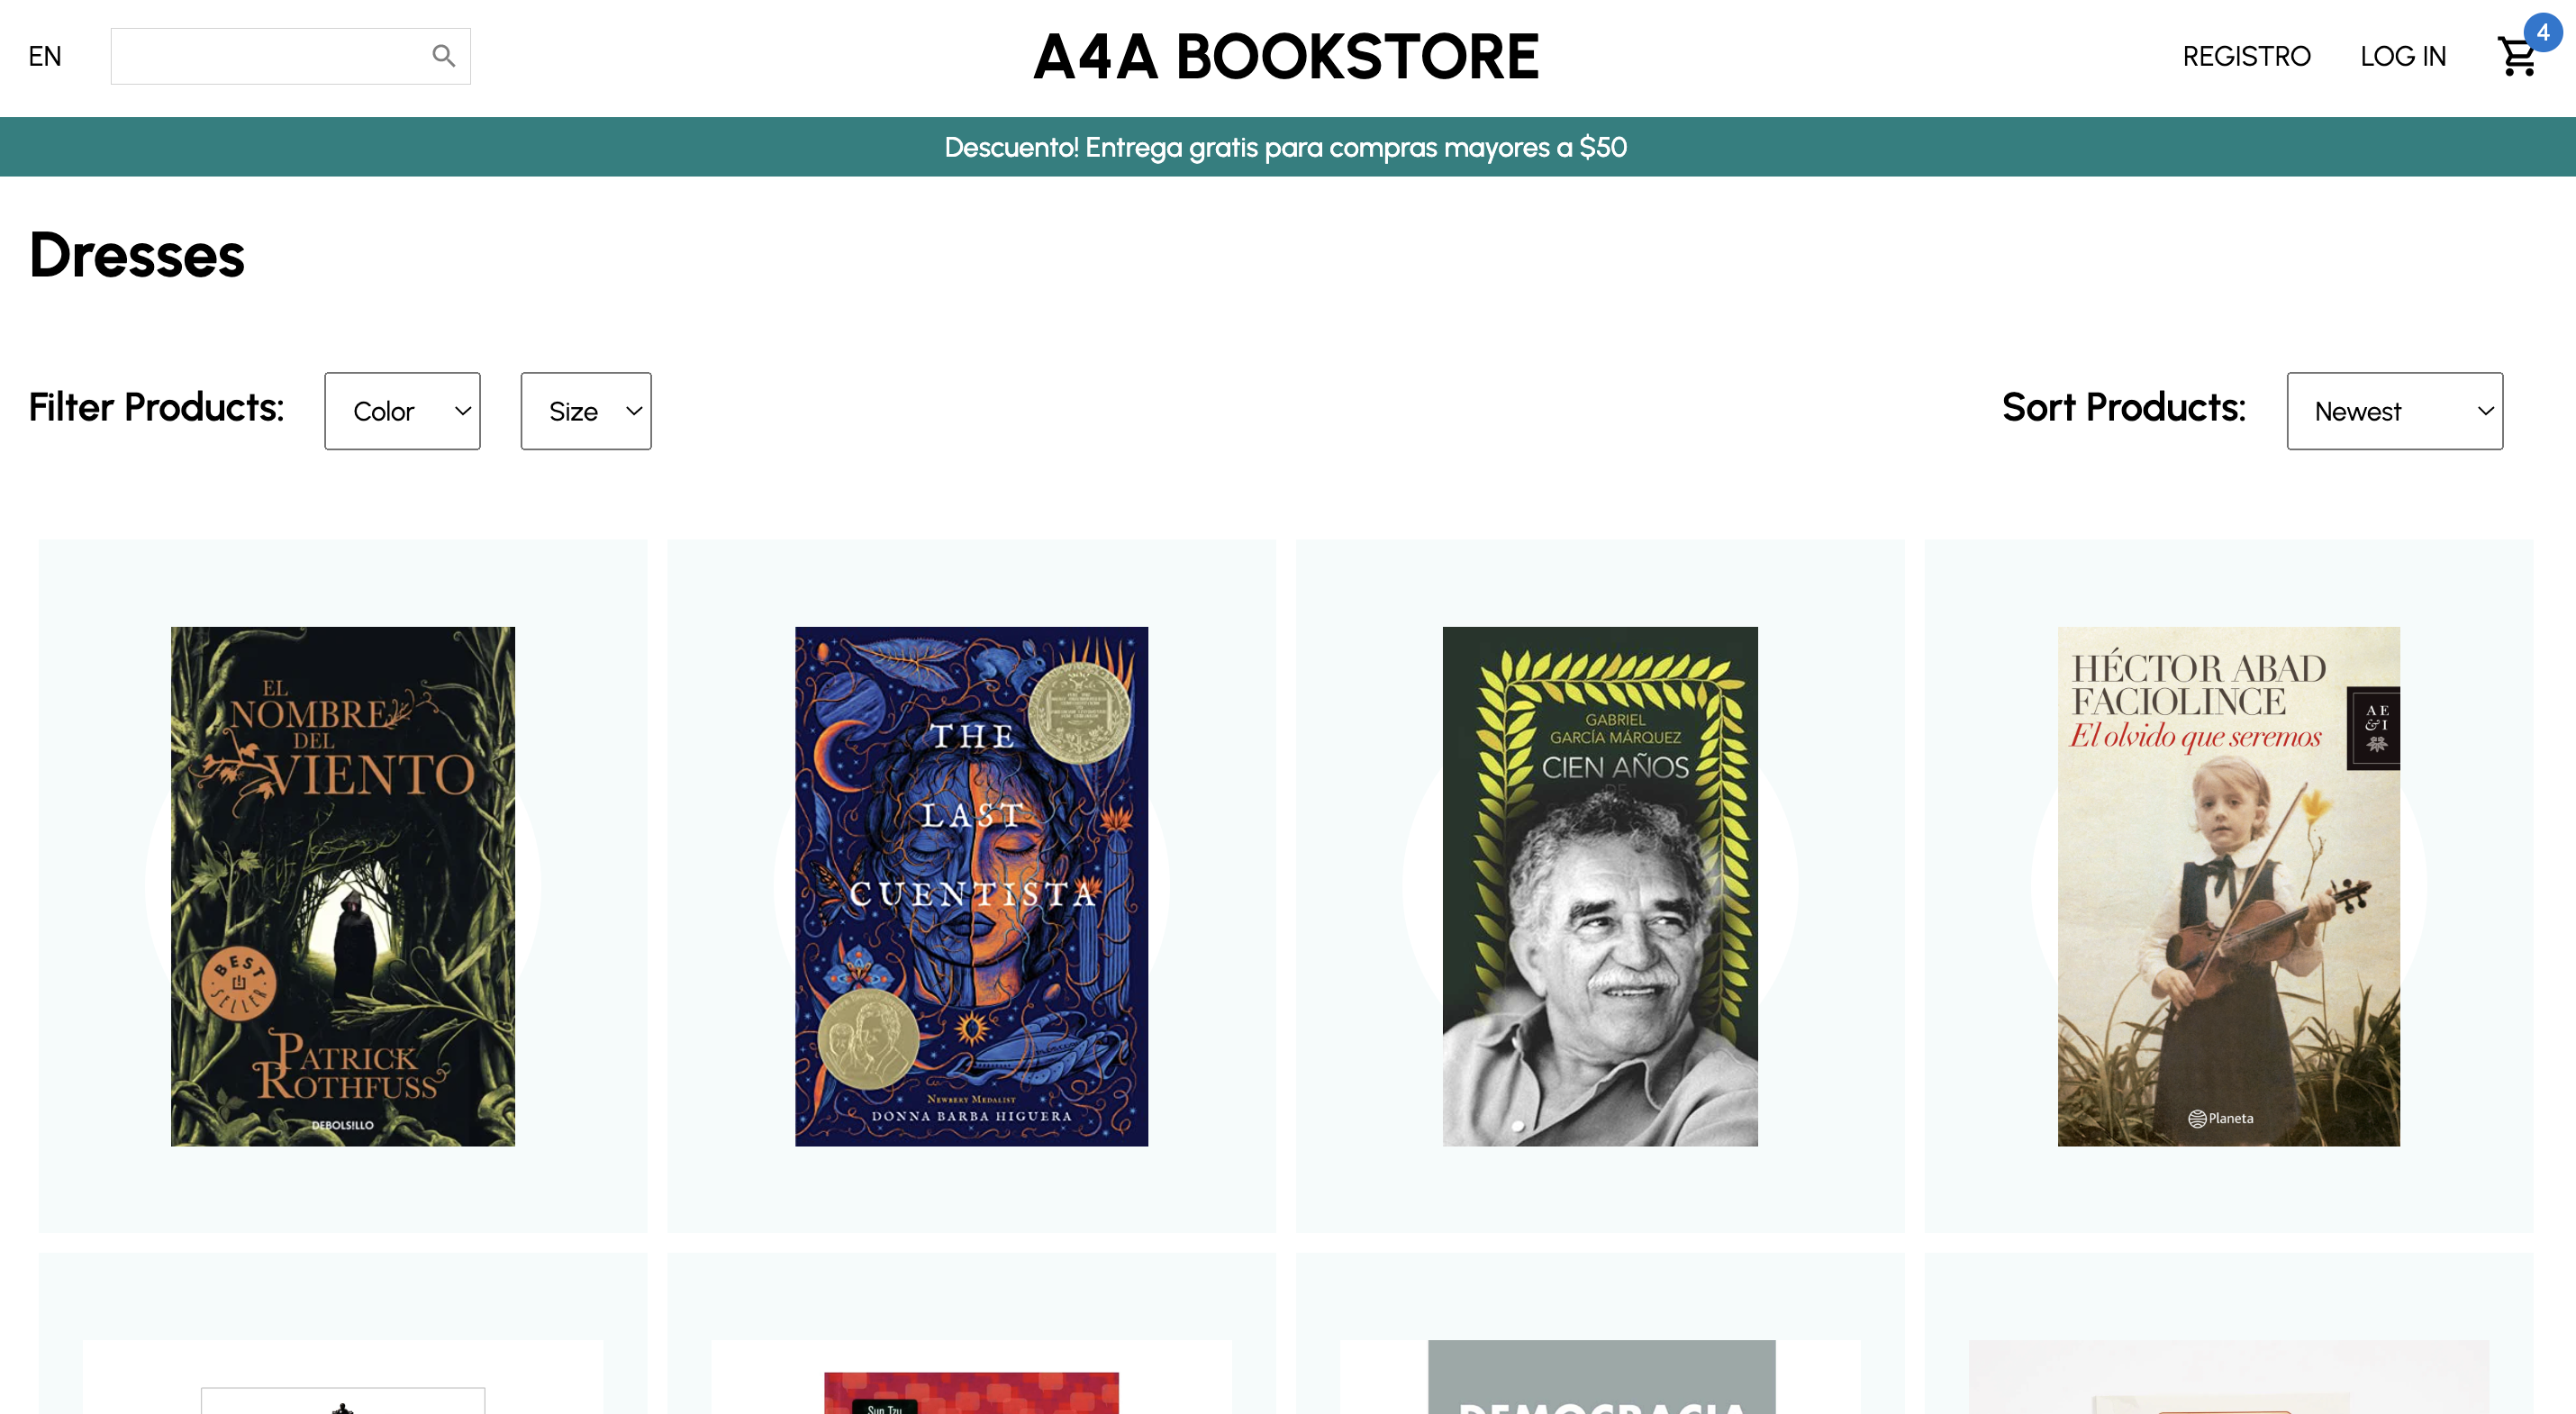 EN
A4A BOOKSTORE
REGISTRO
LOG IN
4
Descuento! Entrega gratis para compras mayores a $50
Dresses
Filter Products:
Color
Size
Sort Products:
Newest
EL
NOMBRE
DEL
VIENTO
BEST
SELLER
PATRICK
ROTHFUSS
DEBOLSILLO
THE
LAST
CUENTISTA
NEWBERY MEDALIST
DONNA BARBA HIGUERA
GABRIEL
GARCÍA MÁRQUEZ
CIEN AÑOS
DE
HÉCTOR ABAD
FACIOLINCE
El olvido que seremos
A E
& I
Planeta
Sun Tzu
DEMOCRACIA